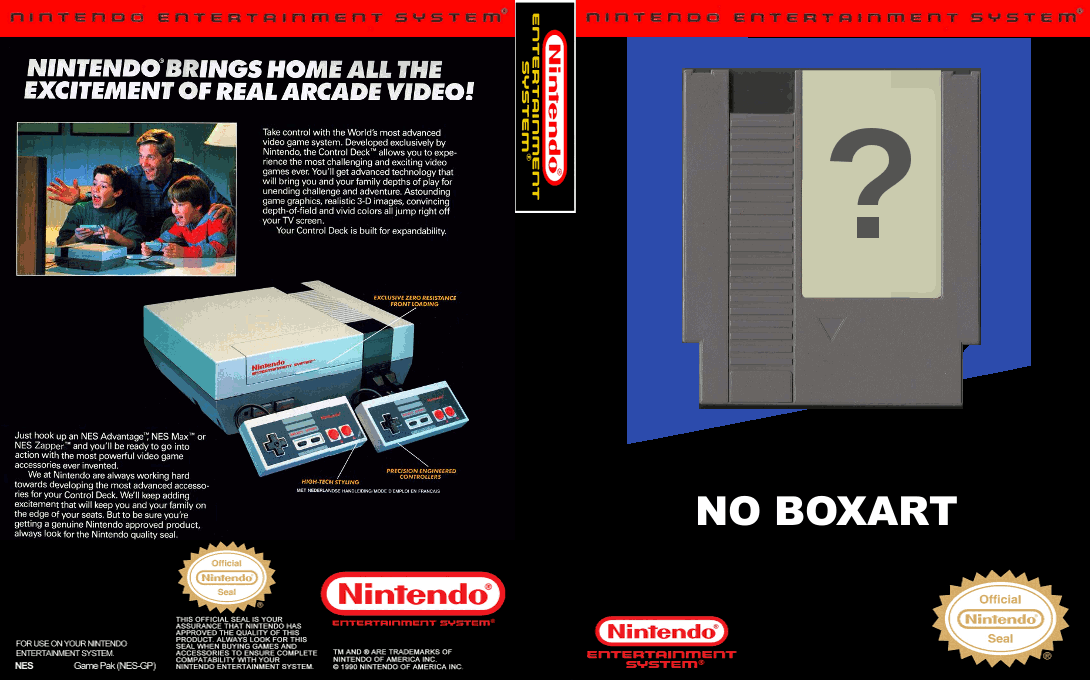 NINTENDO ENTERTAINMENT SYSTEM®
NINTENDO® BRINGS HOME ALL THE
EXCITEMENT OF REAL ARCADE VIDEO!
Take control with the World's most advanced
video game system. Developed exclusively by
Nintendo, the Control Deck™ allows you to expe-
rience the most challenging and exciting video
games ever. You'll get advanced technology that
will bring you and your family depths of play for
unending challenge and adventure. Astounding
game graphics, realistic 3-D images, convincing
depth-of-field and vivid colors all jump right off
your TV screen.
Your Control Deck is built for expandability.
EXCLUSIVE ZERO RESISTANCE
FRONT LOADING
Nintendo
ENTERTAINMENT SYSTEM™
Just hook up an NES Advantage™, NES Max™ or
NES Zapper™ and you'll be ready to go into
action with the most powerful video game
accessories ever invented.
We at Nintendo are always working hard
towards developing the most advanced accesso-
ries for your Control Deck. We'll keep adding
excitement that will keep you and your family on
the edge of your seats. But to be sure you're
getting a genuine Nintendo approved product,
always look for the Nintendo quality seal.
PRECISION ENGINEERED
CONTROLLERS
HIGH-TECH STYLING
MET NEDERLANDSE HANDLEIDING/MODE D'EMPLOI EN FRANCAIS
Official
Nintendo
Seal
®
THIS OFFICIAL SEAL IS YOUR
ASSURANCE THAT NINTENDO HAS
APPROVED THE QUALITY OF THIS
PRODUCT. ALWAYS LOOK FOR THIS
SEAL WHEN BUYING GAMES AND
ACCESSORIES TO ENSURE COMPLETE
COMPATABILITY WITH YOUR
NINTENDO ENTERTAINMENT SYSTEM.
FOR USE ON YOUR NINTENDO
ENTERTAINMENT SYSTEM.
NES Game Pak (NES-GP)
Nintendo®
ENTERTAINMENT SYSTEM®
TM AND ® ARE TRADEMARKS OF
NINTENDO OF AMERICA INC.
© 1990 NINTENDO OF AMERICA INC.
Nintendo®
ENTERTAINMENT
SYSTEM®
NINTENDO ENTERTAINMENT SYSTEM®
?
NO BOXART
Nintendo®
ENTERTAINMENT
SYSTEM®
Official
Nintendo
Seal
®